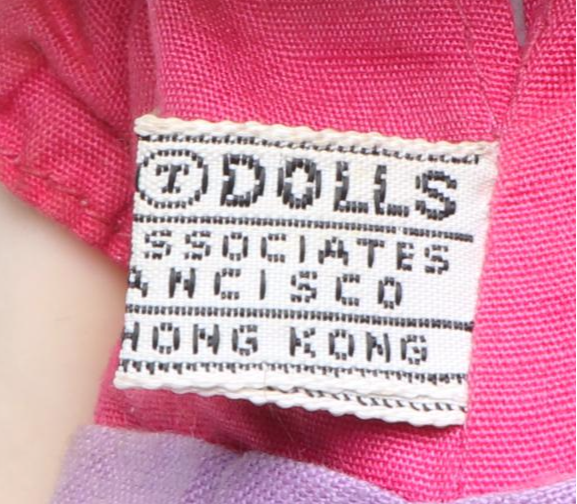 Ⓣ DOLLS
SSOCIATES
ANCISCO
HONG KONG